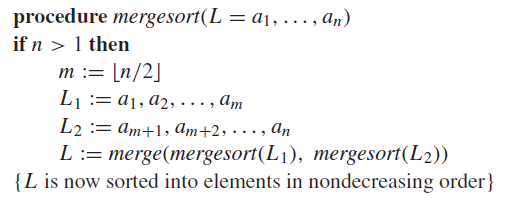 procedure mergesort(L = a₁, . . . , aₙ)
if n > 1 then
m := ⌊n/2⌋
L₁ := a₁, a₂, . . . , aₘ
L₂ := aₘ₊₁, aₘ₊₂, . . . , aₙ
L := merge(mergesort(L₁), mergesort(L₂))
{L is now sorted into elements in nondecreasing order}